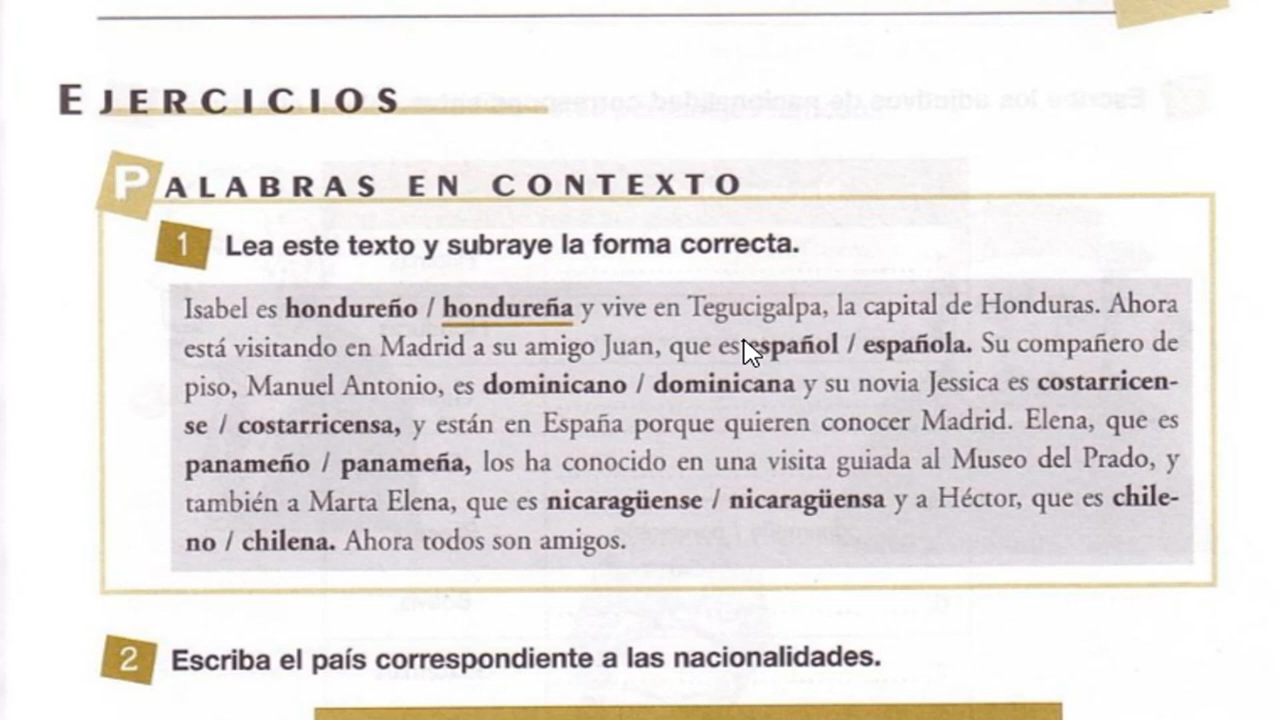 EJERCICIOS
PALABRAS EN CONTEXTO
1 Lea este texto y subraye la forma correcta.
Isabel es hondureño / hondureña y vive en Tegucigalpa, la capital de Honduras. Ahora
está visitando en Madrid a su amigo Juan, que es español / española. Su compañero de
piso, Manuel Antonio, es dominicano / dominicana y su novia Jessica es costarricen-
se / costarricensa, y están en España porque quieren conocer Madrid. Elena, que es
panameño / panameña, los ha conocido en una visita guiada al Museo del Prado, y
también a Marta Elena, que es nicaragüense / nicaragüensa y a Héctor, que es chile-
no / chilena. Ahora todos son amigos.
2 Escriba el país correspondiente a las nacionalidades.